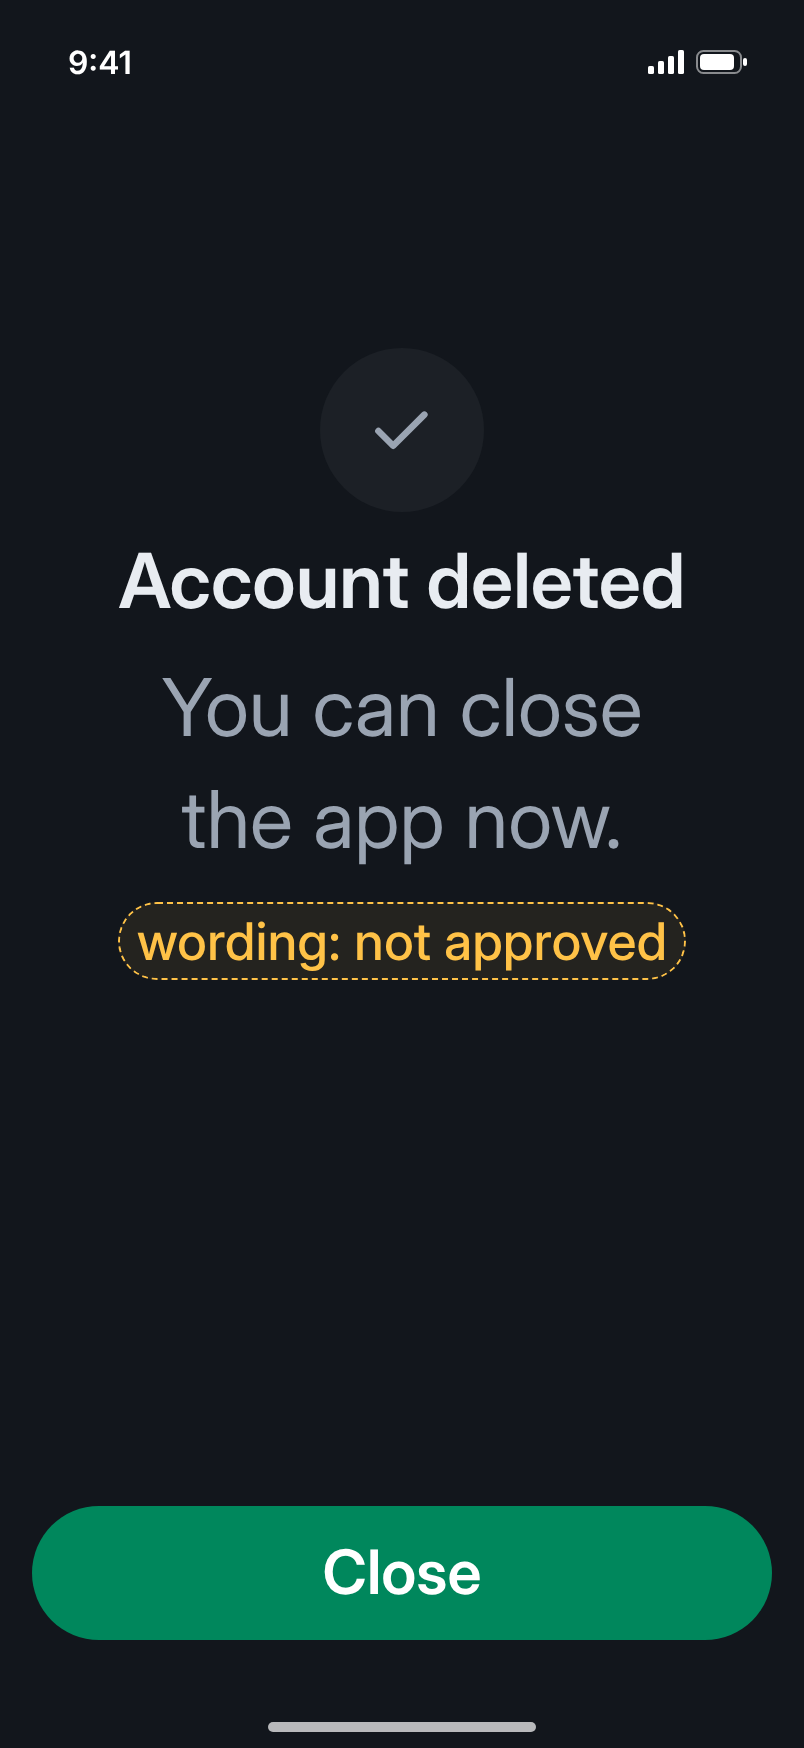 9:41
Account deleted
You can close
the app now.
wording: not approved
Close